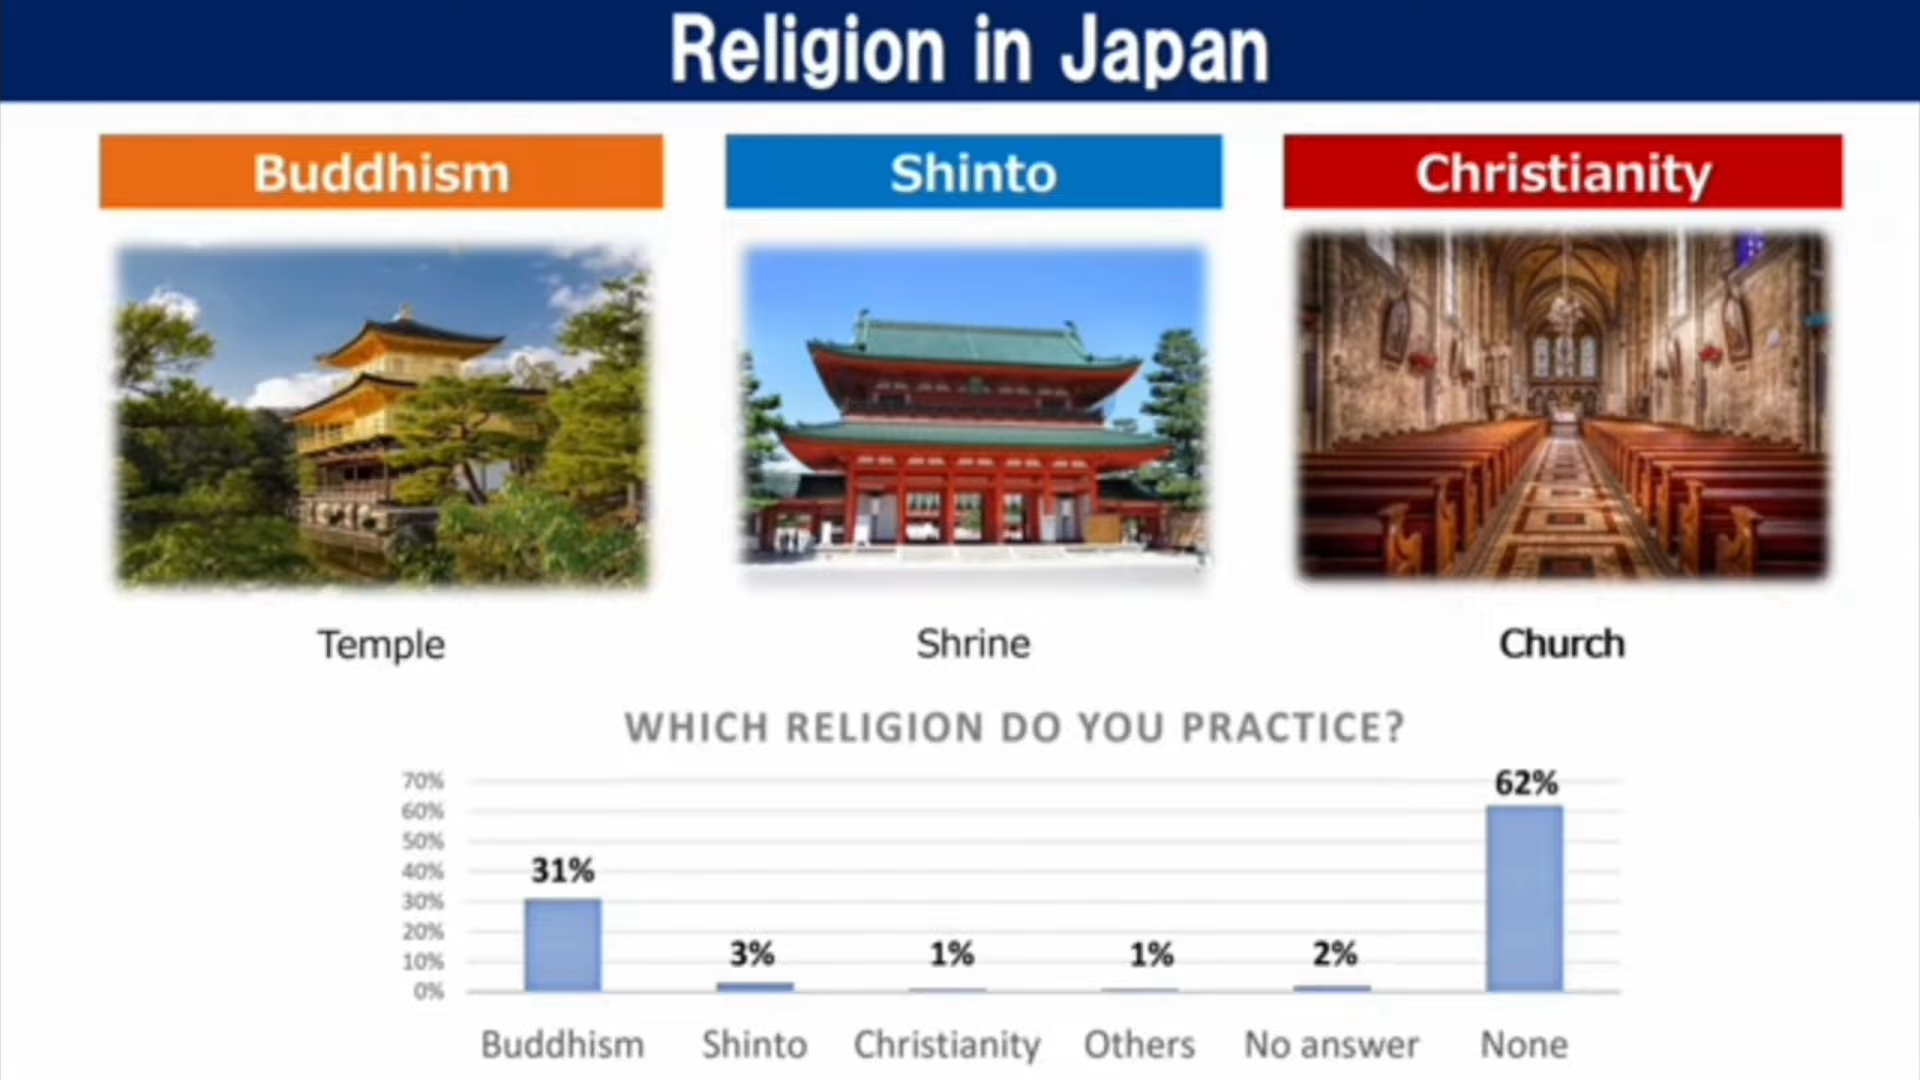 Religion in Japan
Buddhism
Shinto
Christianity
Temple
Shrine
Church
WHICH RELIGION DO YOU PRACTICE?
70%
60%
50%
40%
30%
20%
10%
0%
31%
3%
1%
1%
2%
62%
Buddhism
Shinto
Christianity
Others
No answer
None